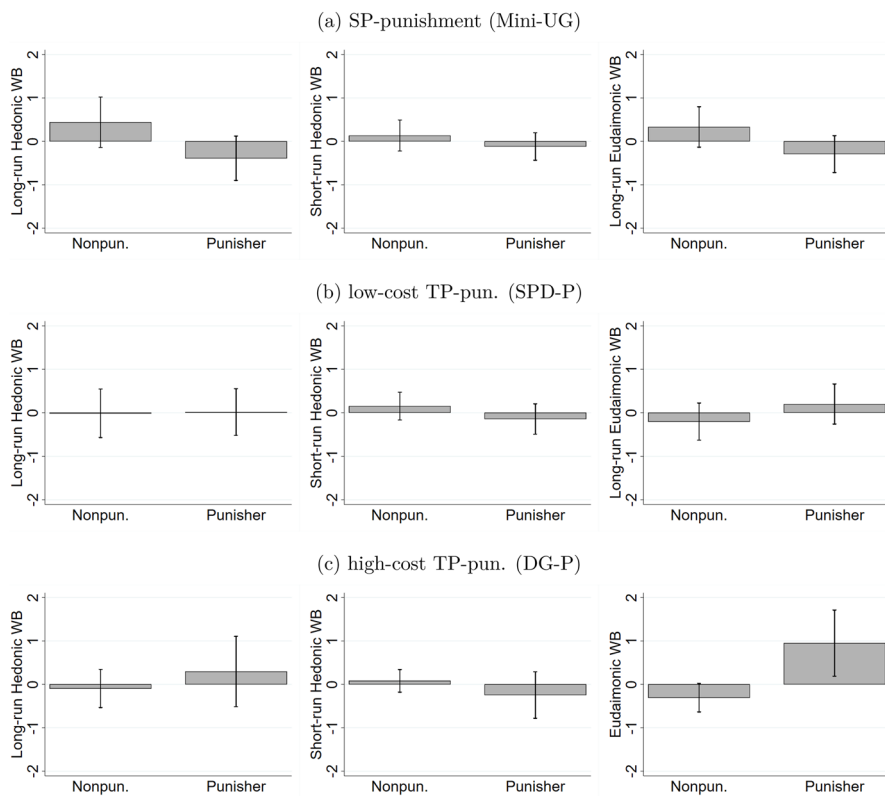 (a) SP-punishment (Mini-UG)
Long-run Hedonic WB
2
1
0
-1
-2
Nonpun. Punisher
Short-run Hedonic WB
2
1
0
-1
-2
Nonpun. Punisher
Long-run Eudaimonic WB
2
1
0
-1
-2
Nonpun. Punisher
(b) low-cost TP-pun. (SPD-P)
Long-run Hedonic WB
2
1
0
-1
-2
Nonpun. Punisher
Short-run Hedonic WB
2
1
0
-1
-2
Nonpun. Punisher
Long-run Eudaimonic WB
2
1
0
-1
-2
Nonpun. Punisher
(c) high-cost TP-pun. (DG-P)
Long-run Hedonic WB
2
1
0
-1
-2
Nonpun. Punisher
Short-run Hedonic WB
2
1
0
-1
-2
Nonpun. Punisher
Eudaimonic WB
2
1
0
-1
-2
Nonpun. Punisher